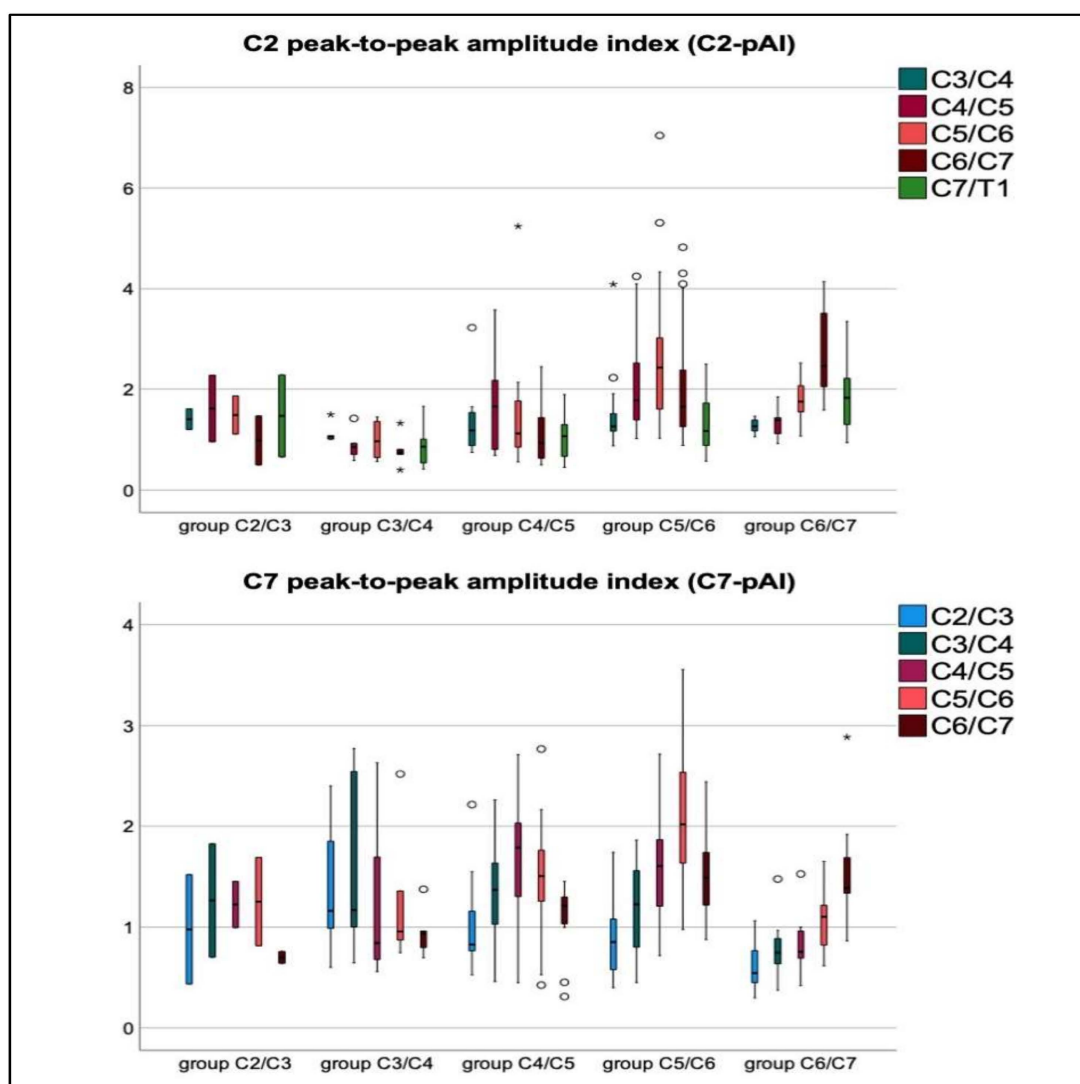 C2 peak-to-peak amplitude index (C2-pAI)
8
6
4
2
0
C3/C4
C4/C5
C5/C6
C6/C7
C7/T1
group C2/C3 group C3/C4 group C4/C5 group C5/C6 group C6/C7
C7 peak-to-peak amplitude index (C7-pAI)
4
3
2
1
0
C2/C3
C3/C4
C4/C5
C5/C6
C6/C7
group C2/C3 group C3/C4 group C4/C5 group C5/C6 group C6/C7